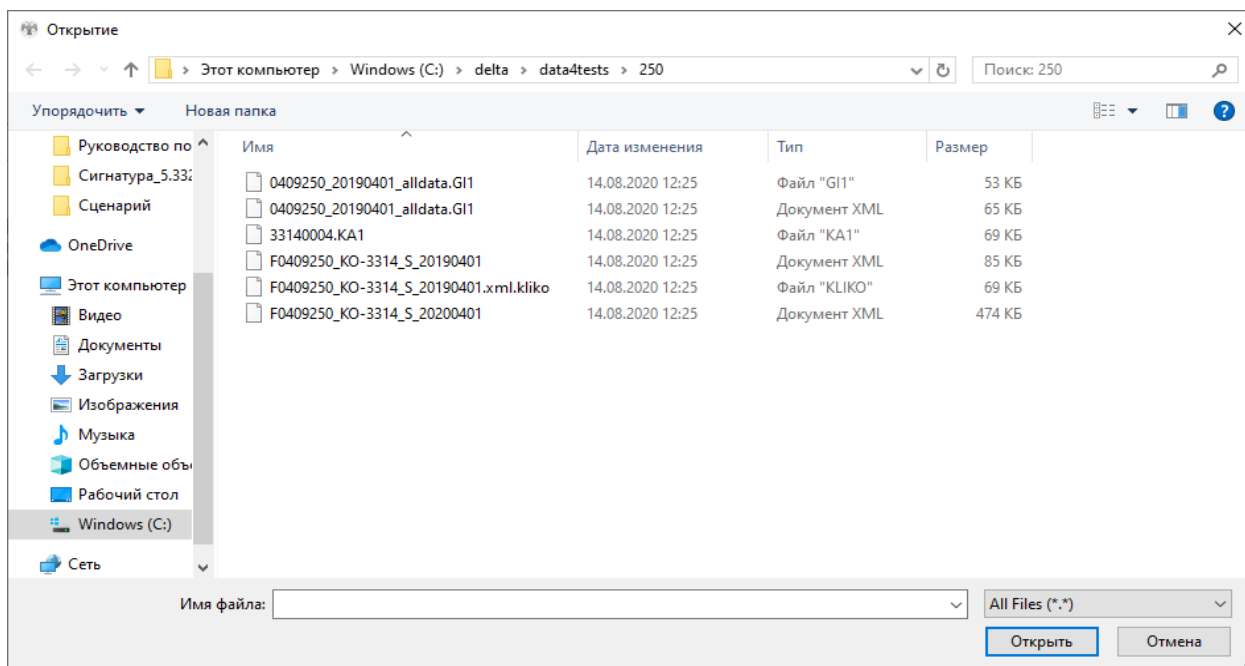 Открытие
Этот компьютер > Windows (C:) > delta > data4tests > 250
Поиск: 250
Упорядочить
Новая папка
Руководство по
Сигнатура_5.332
Сценарий
OneDrive
Этот компьютер
Видео
Документы
Загрузки
Изображения
Музыка
Объемные объ
Рабочий стол
Windows (C:)
Сеть
Имя Дата изменения Тип Размер
0409250_20190401_alldata.GI1 14.08.2020 12:25 Файл "GI1" 53 КБ
0409250_20190401_alldata.GI1 14.08.2020 12:25 Документ XML 65 КБ
33140004.KA1 14.08.2020 12:25 Файл "KA1" 69 КБ
F0409250_KO-3314_S_20190401 14.08.2020 12:25 Документ XML 85 КБ
F0409250_KO-3314_S_20190401.xml.kliko 14.08.2020 12:25 Файл "KLIKO" 69 КБ
F0409250_KO-3314_S_20200401 14.08.2020 12:25 Документ XML 474 КБ
Имя файла:
All Files (*.*)
Открыть
Отмена